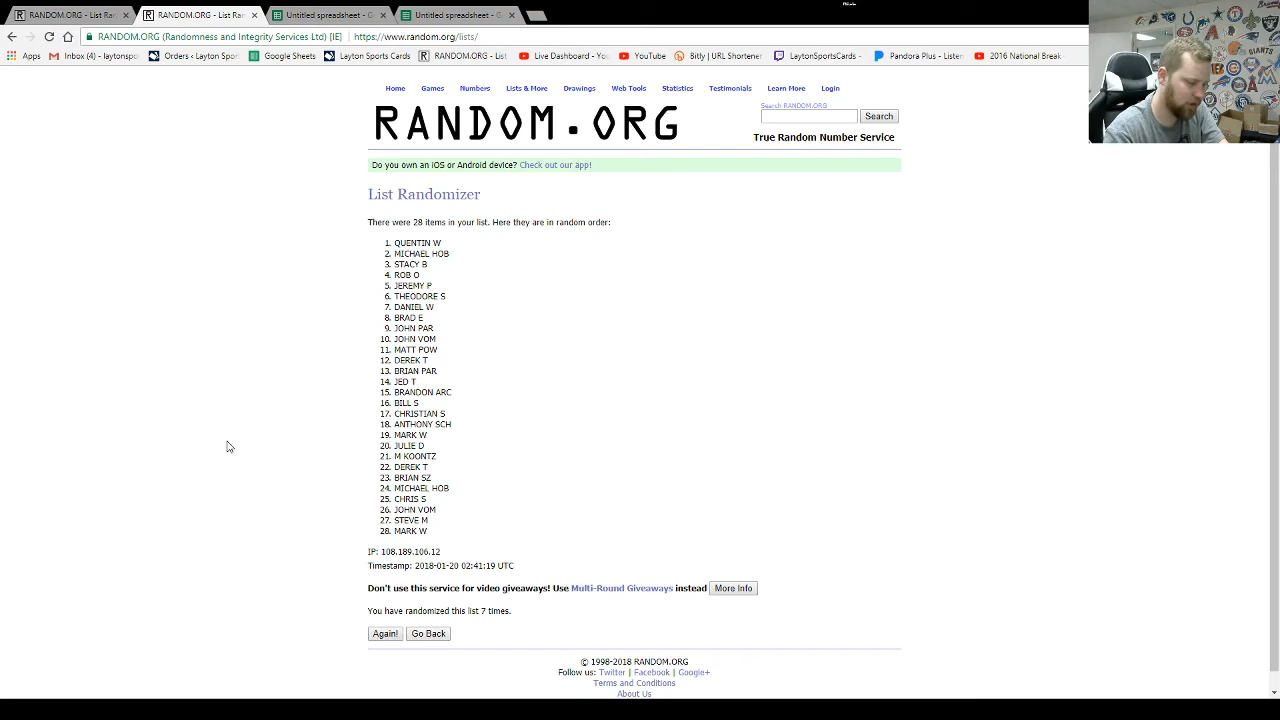 RANDOM.ORG - List Ran
RANDOM.ORG - List Ran
Untitled spreadsheet - G
Untitled spreadsheet - G
RANDOM.ORG (Randomness and Integrity Services Ltd) [IE]
https://www.random.org/lists/
Apps
Inbox (4) - laytonspo
Orders - Layton Spor
Google Sheets
Layton Sports Cards
RANDOM.ORG - List
Live Dashboard - You
YouTube
Bitly | URL Shortener
LaytonSportsCards -
Pandora Plus - Listen
2016 National Break
Home
Games
Numbers
Lists & More
Drawings
Web Tools
Statistics
Testimonials
Learn More
Login
Search RANDOM.ORG
Search
RANDOM.ORG
True Random Number Service
Do you own an iOS or Android device? Check out our app!
List Randomizer
There were 28 items in your list. Here they are in random order:
1. QUENTIN W
2. MICHAEL HOB
3. STACY B
4. ROB O
5. JEREMY P
6. THEODORE S
7. DANIEL W
8. BRAD E
9. JOHN PAR
10. JOHN VOM
11. MATT POW
12. DEREK T
13. BRIAN PAR
14. JED T
15. BRANDON ARC
16. BILL S
17. CHRISTIAN S
18. ANTHONY SCH
19. MARK W
20. JULIE D
21. M KOONTZ
22. DEREK T
23. BRIAN SZ
24. MICHAEL HOB
25. CHRIS S
26. JOHN VOM
27. STEVE M
28. MARK W
IP: 108.189.106.12
Timestamp: 2018-01-20 02:41:19 UTC
Don't use this service for video giveaways! Use Multi-Round Giveaways instead
More Info
You have randomized this list 7 times.
Again!
Go Back
© 1998-2018 RANDOM.ORG
Follow us: Twitter | Facebook | Google+
Terms and Conditions
About Us
GIANTS